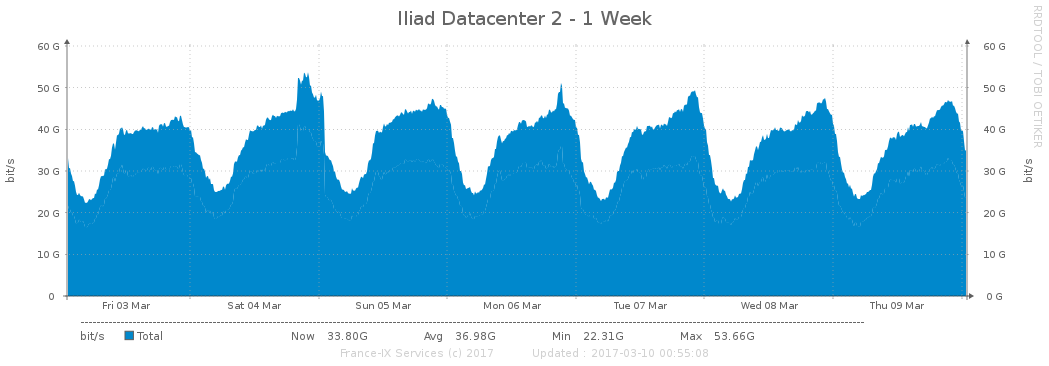 Iliad Datacenter 2 - 1 Week
RRDTOOL / TOBI OETIKER
bit/s
60 G
50 G
40 G
30 G
20 G
10 G
0
60 G
50 G
40 G
30 G
20 G
10 G
0 G
bit/s
Fri 03 Mar Sat 04 Mar Sun 05 Mar Mon 06 Mar Tue 07 Mar Wed 08 Mar Thu 09 Mar
bit/s Total Now 33.80G Avg 36.98G Min 22.31G Max 53.66G
France-IX Services (c) 2017 Updated : 2017-03-10 00:55:08